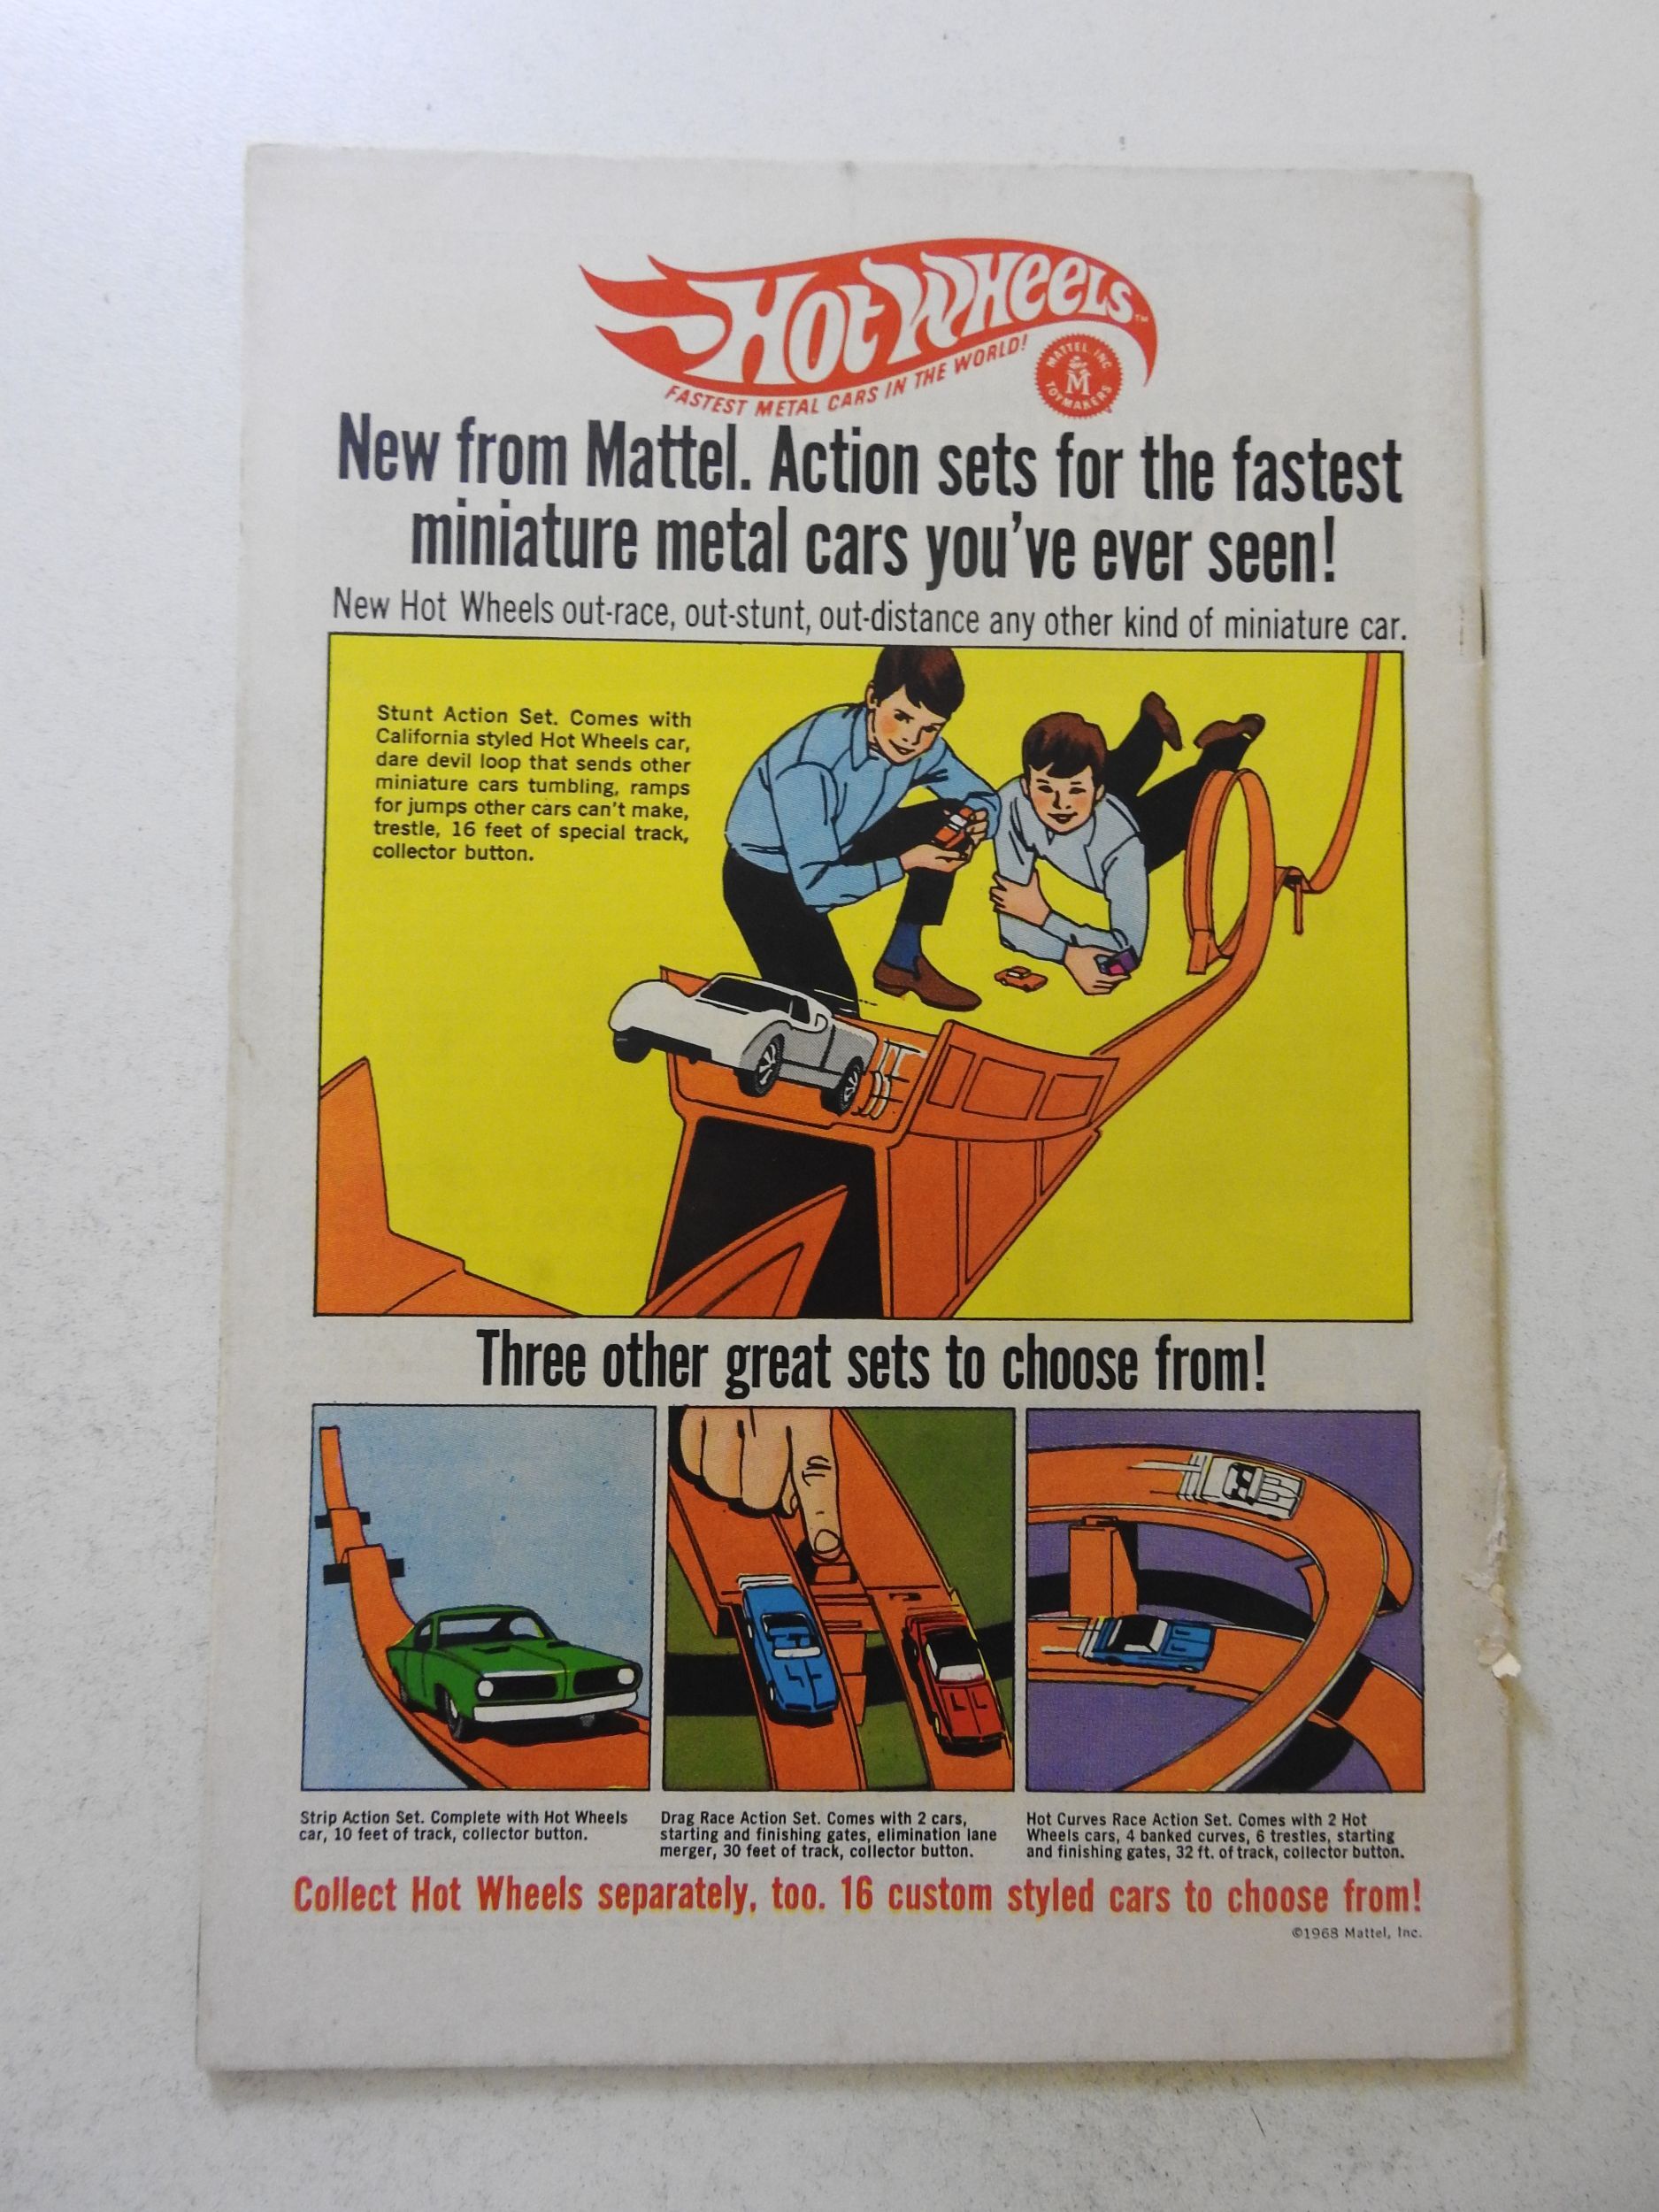 Hot Wheels™
FASTEST METAL CARS IN THE WORLD!
MATTEL, INC.
M
TOYMAKERS
New from Mattel. Action sets for the fastest
miniature metal cars you've ever seen!
New Hot Wheels out-race, out-stunt, out-distance any other kind of miniature car.
Stunt Action Set. Comes with
California styled Hot Wheels car,
dare devil loop that sends other
miniature cars tumbling, ramps
for jumps other cars can't make,
trestle, 16 feet of special track,
collector button.
Three other great sets to choose from!
Strip Action Set. Complete with Hot Wheels
car, 10 feet of track, collector button.
Drag Race Action Set. Comes with 2 cars,
starting and finishing gates, elimination lane
merger, 30 feet of track, collector button.
Hot Curves Race Action Set. Comes with 2 Hot
Wheels cars, 4 banked curves, 6 trestles, starting
and finishing gates, 32 ft. of track, collector button.
Collect Hot Wheels separately, too. 16 custom styled cars to choose from!
©1968 Mattel, Inc.